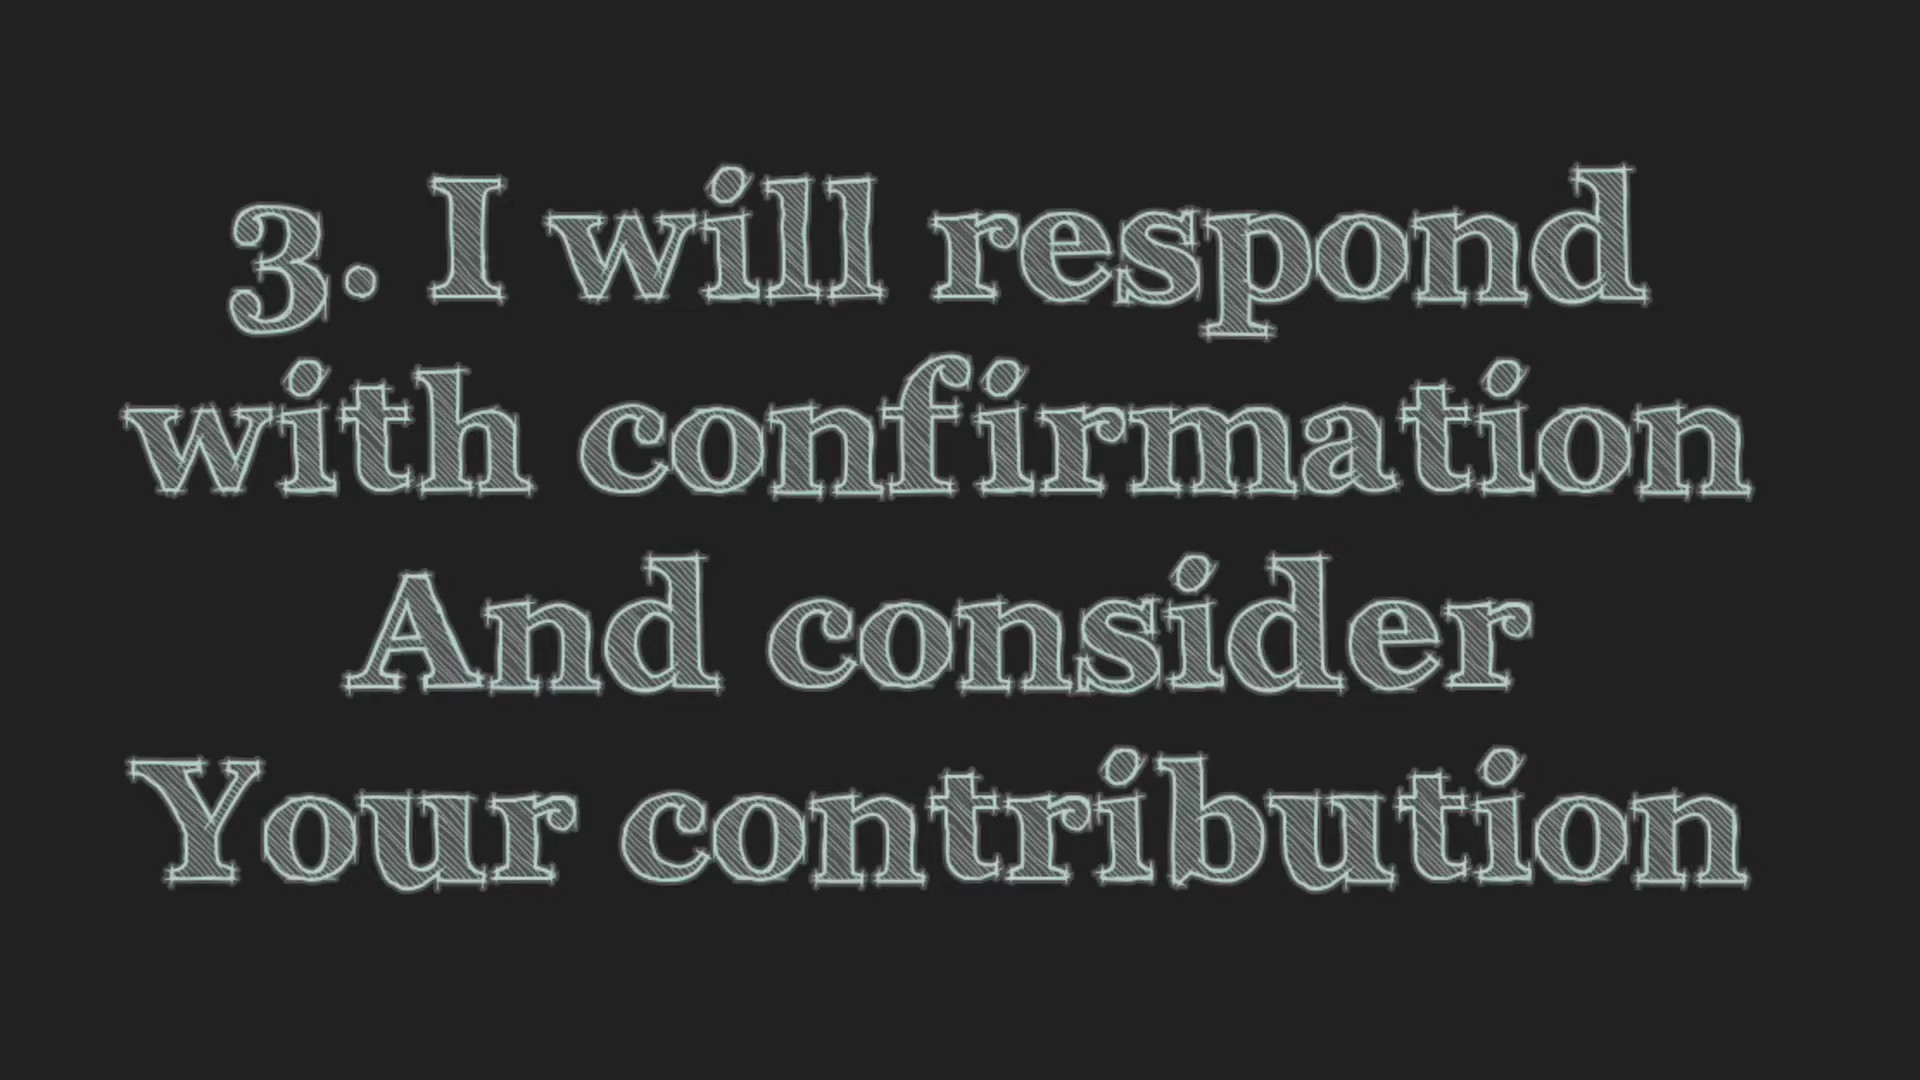 3. I will respond
with confirmation
And consider
Your contribution